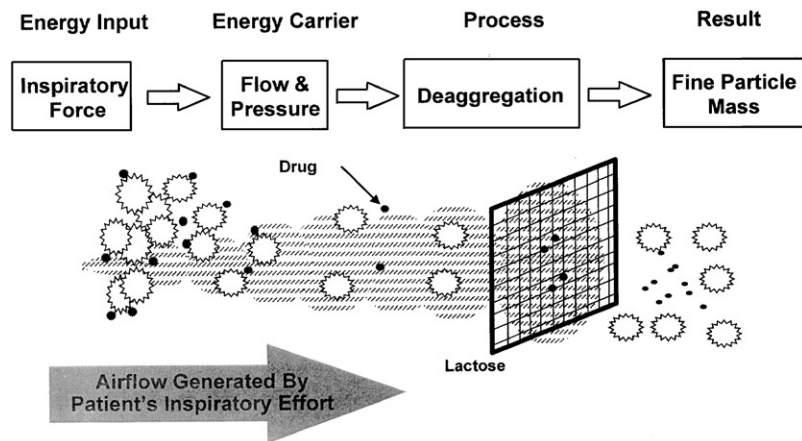 Energy Input
Energy Carrier
Process
Result
Inspiratory
Force
Flow &
Pressure
Deaggregation
Fine Particle
Mass
Drug
Lactose
Airflow Generated By
Patient's Inspiratory Effort